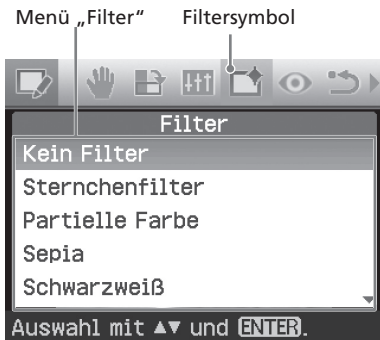 Menü „Filter“ Filtersymbol
Filter
Kein Filter
Sternchenfilter
Partielle Farbe
Sepia
Schwarzweiß
Auswahl mit ▲▼ und ENTER.